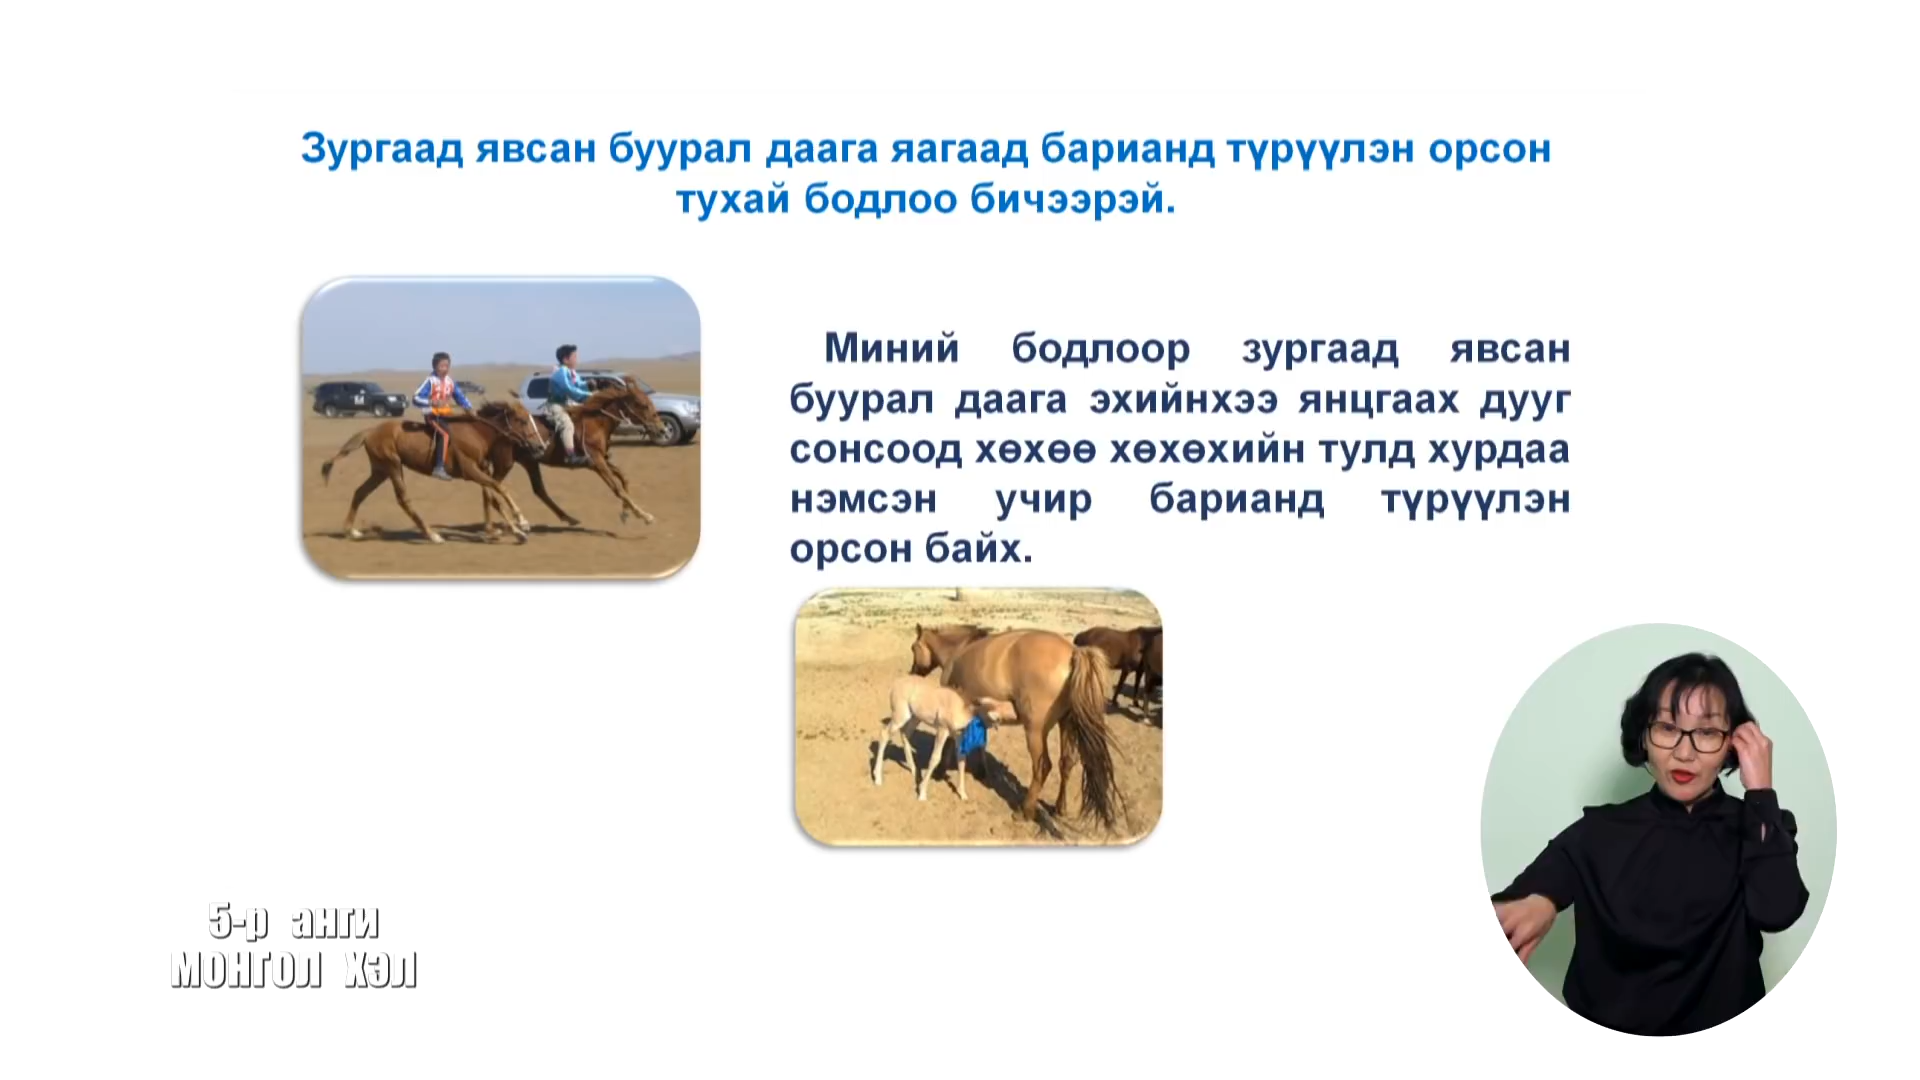 Зургаад явсан буурал даага яагаад барианд түрүүлэн орсон
тухай бодлоо бичээрэй.
Миний бодлоор зургаад явсан
буурал даага эхийнхээ янцгаах дууг
сонсоод хөхөө хөхөхийн тулд хурдаа
нэмсэн учир барианд түрүүлэн
орсон байх.
5-р анги
МОНГОЛ ХЭЛ